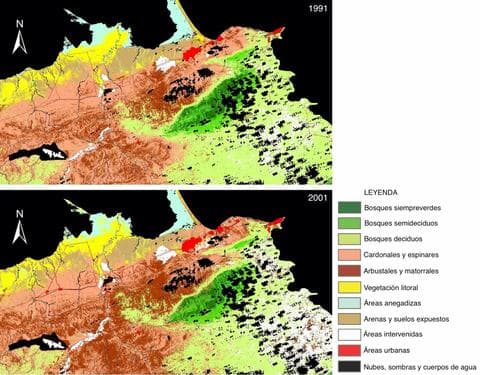 1991
N
2001
N
LEYENDA
Bosques siempreverdes
Bosques semideciduos
Bosques deciduos
Cardonales y espinares
Arbustales y matorrales
Vegetación litoral
Áreas anegadizas
Arenas y suelos expuestos
Áreas intervenidas
Áreas urbanas
Nubes, sombras y cuerpos de agua